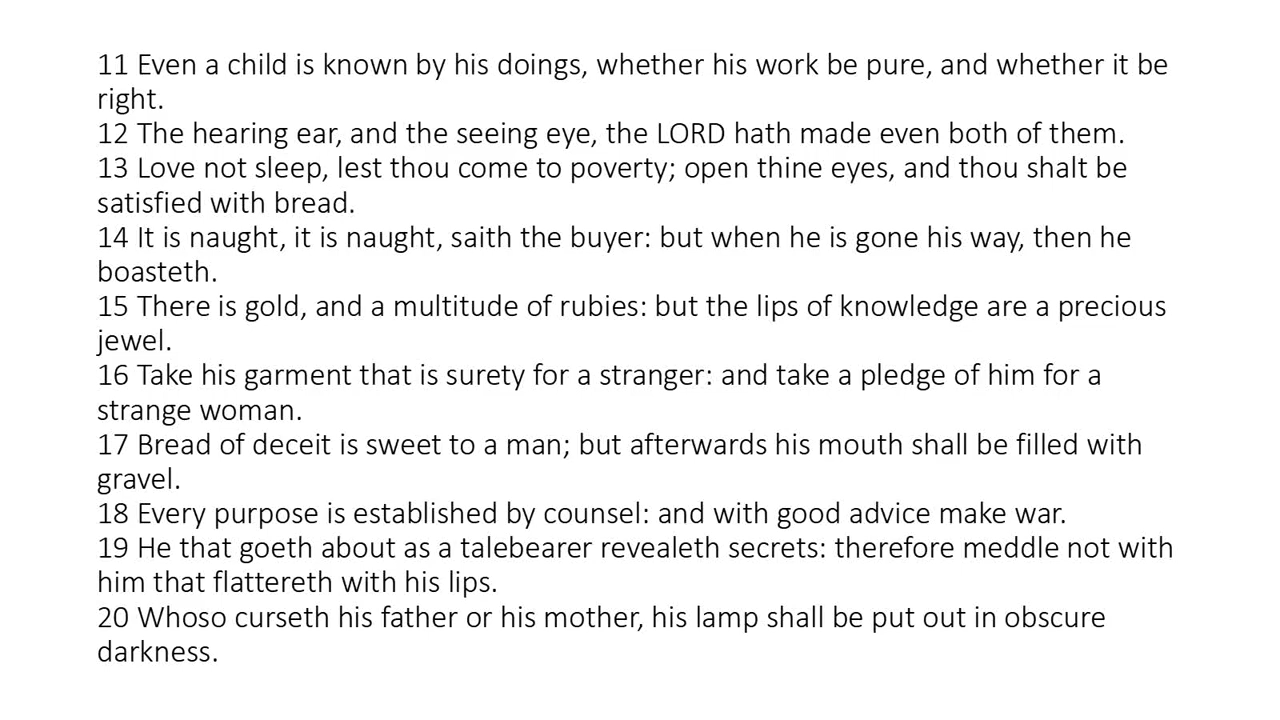 11 Even a child is known by his doings, whether his work be pure, and whether it be
right.
12 The hearing ear, and the seeing eye, the LORD hath made even both of them.
13 Love not sleep, lest thou come to poverty; open thine eyes, and thou shalt be
satisfied with bread.
14 It is naught, it is naught, saith the buyer: but when he is gone his way, then he
boasteth.
15 There is gold, and a multitude of rubies: but the lips of knowledge are a precious
jewel.
16 Take his garment that is surety for a stranger: and take a pledge of him for a
strange woman.
17 Bread of deceit is sweet to a man; but afterwards his mouth shall be filled with
gravel.
18 Every purpose is established by counsel: and with good advice make war.
19 He that goeth about as a talebearer revealeth secrets: therefore meddle not with
him that flattereth with his lips.
20 Whoso curseth his father or his mother, his lamp shall be put out in obscure
darkness.